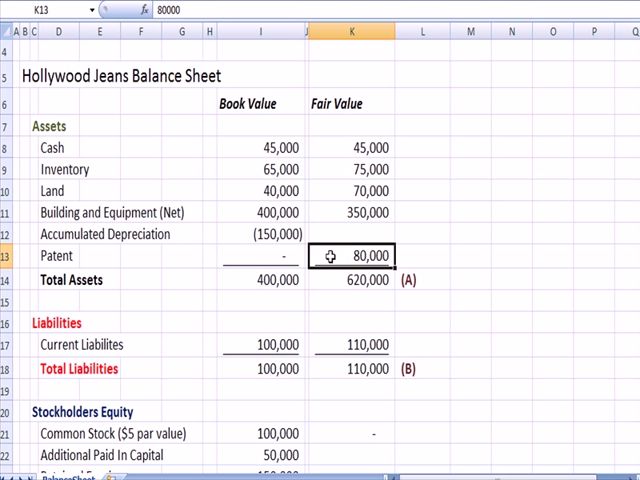 K13 fx 80000
A B C D E F G H I J K L M N O P Q
4
5 Hollywood Jeans Balance Sheet
6 Book Value Fair Value
7 Assets
8 Cash 45,000 45,000
9 Inventory 65,000 75,000
10 Land 40,000 70,000
11 Building and Equipment (Net) 400,000 350,000
12 Accumulated Depreciation (150,000)
13 Patent - 80,000
14 Total Assets 400,000 620,000 (A)
15
16 Liabilities
17 Current Liabilites 100,000 110,000
18 Total Liabilities 100,000 110,000 (B)
19
20 Stockholders Equity
21 Common Stock ($5 par value) 100,000 -
22 Additional Paid In Capital 50,000
BalanceSheet